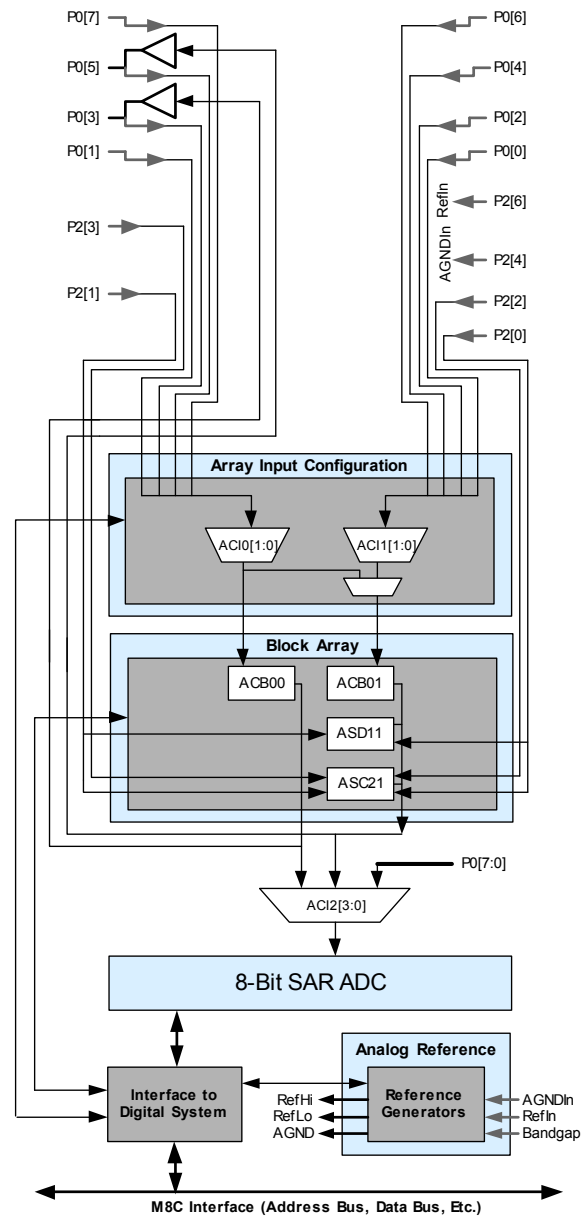 P0[7]
P0[6]
P0[5]
P0[4]
P0[3]
P0[2]
P0[1]
P0[0]
P2[6]
AGNDIn RefIn
P2[3]
P2[4]
P2[1]
P2[2]
P2[0]
Array Input Configuration
ACI0[1:0]
ACI1[1:0]
Block Array
ACB00
ACB01
ASD11
ASC21
P0[7:0]
ACI2[3:0]
8-Bit SAR ADC
Analog Reference
Interface to
Digital System
RefHi
RefLo
AGND
Reference
Generators
AGNDIn
RefIn
Bandgap
M8C Interface (Address Bus, Data Bus, Etc.)